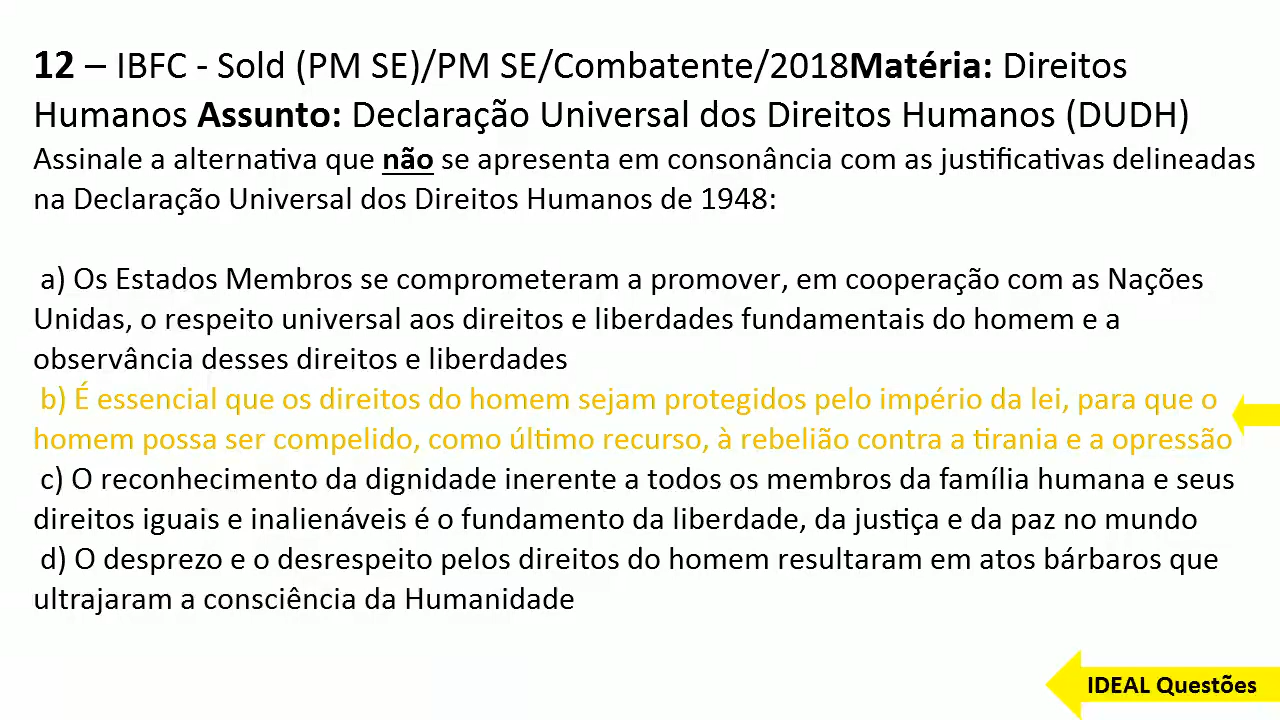 12 – IBFC - Sold (PM SE)/PM SE/Combatente/2018Matéria: Direitos
Humanos Assunto: Declaração Universal dos Direitos Humanos (DUDH)
Assinale a alternativa que não se apresenta em consonância com as justificativas delineadas
na Declaração Universal dos Direitos Humanos de 1948:
a) Os Estados Membros se comprometeram a promover, em cooperação com as Nações
Unidas, o respeito universal aos direitos e liberdades fundamentais do homem e a
observância desses direitos e liberdades
b) É essencial que os direitos do homem sejam protegidos pelo império da lei, para que o
homem possa ser compelido, como último recurso, à rebelião contra a tirania e a opressão
c) O reconhecimento da dignidade inerente a todos os membros da família humana e seus
direitos iguais e inalienáveis é o fundamento da liberdade, da justiça e da paz no mundo
d) O desprezo e o desrespeito pelos direitos do homem resultaram em atos bárbaros que
ultrajaram a consciência da Humanidade
IDEAL Questões